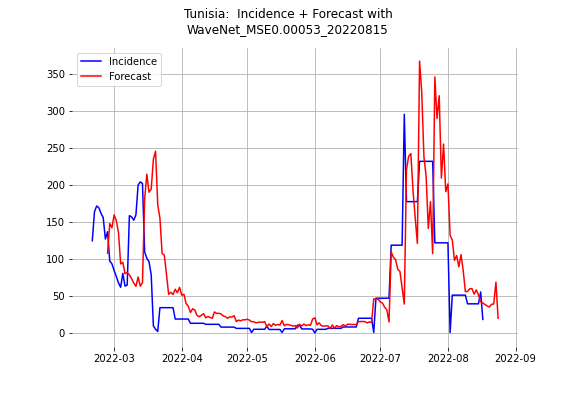 Tunisia:  Incidence + Forecast with
WaveNet_MSE0.00053_20220815
Incidence
Forecast
350
300
250
200
150
100
50
0
2022-03 2022-04 2022-05 2022-06 2022-07 2022-08 2022-09